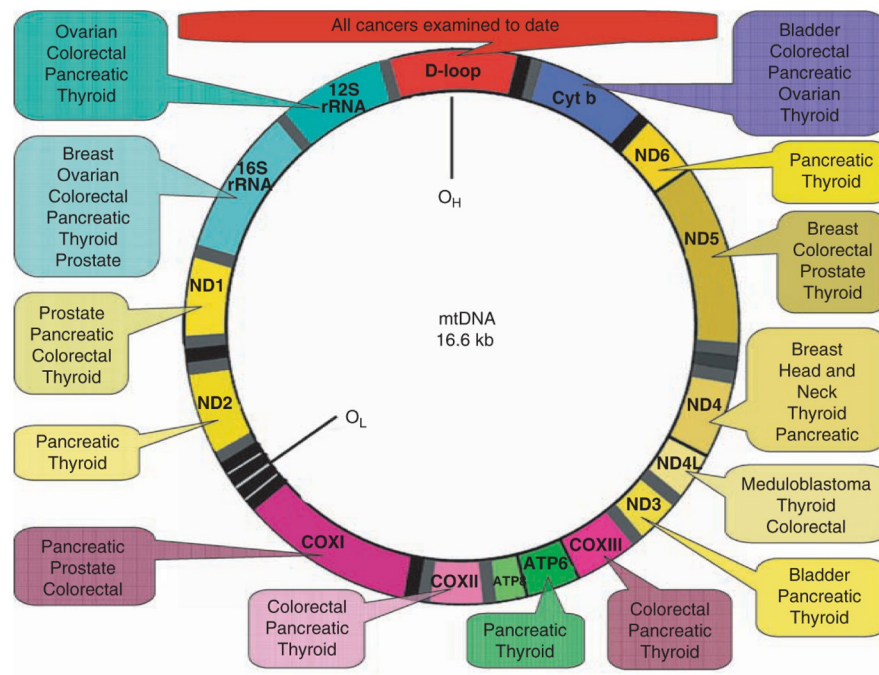 All cancers examined to date
Ovarian
Colorectal
Pancreatic
Thyroid
Bladder
Colorectal
Pancreatic
Ovarian
Thyroid
D-loop
12S
rRNA
Cyt b
16S
rRNA
ND6
Breast
Ovarian
Colorectal
Pancreatic
Thyroid
Prostate
Pancreatic
Thyroid
O_H
ND5
Breast
Colorectal
Prostate
Thyroid
ND1
mtDNA
16.6 kb
Prostate
Pancreatic
Colorectal
Thyroid
Breast
Head and
Neck
Thyroid
Pancreatic
ND2
ND4
O_L
Pancreatic
Thyroid
ND4L
Meduloblastoma
Thyroid
Colorectal
ND3
COXI
COXIII
Pancreatic
Prostate
Colorectal
ATP6
ATP8
COXII
Bladder
Pancreatic
Thyroid
Colorectal
Pancreatic
Thyroid
Pancreatic
Thyroid
Colorectal
Pancreatic
Thyroid